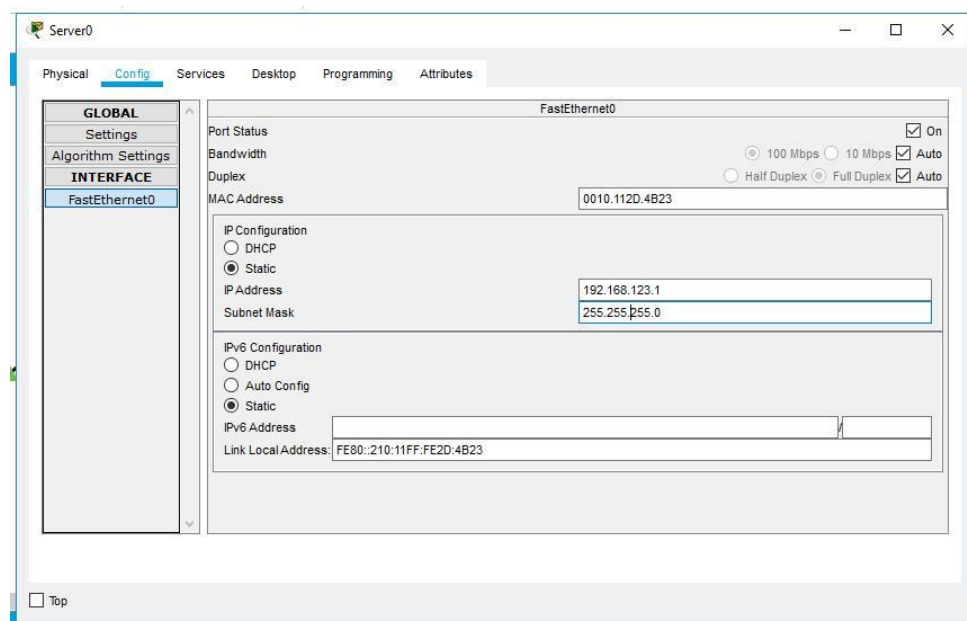 Server0
Physical Config Services Desktop Programming Attributes
GLOBAL
Settings
Algorithm Settings
INTERFACE
FastEthernet0
FastEthernet0
Port Status On
Bandwidth 100 Mbps 10 Mbps Auto
Duplex Half Duplex Full Duplex Auto
MAC Address 0010.112D.4B23
IP Configuration
DHCP
Static
IP Address 192.168.123.1
Subnet Mask 255.255.255.0
IPv6 Configuration
DHCP
Auto Config
Static
IPv6 Address /
Link Local Address: FE80::210:11FF:FE2D:4B23
Top